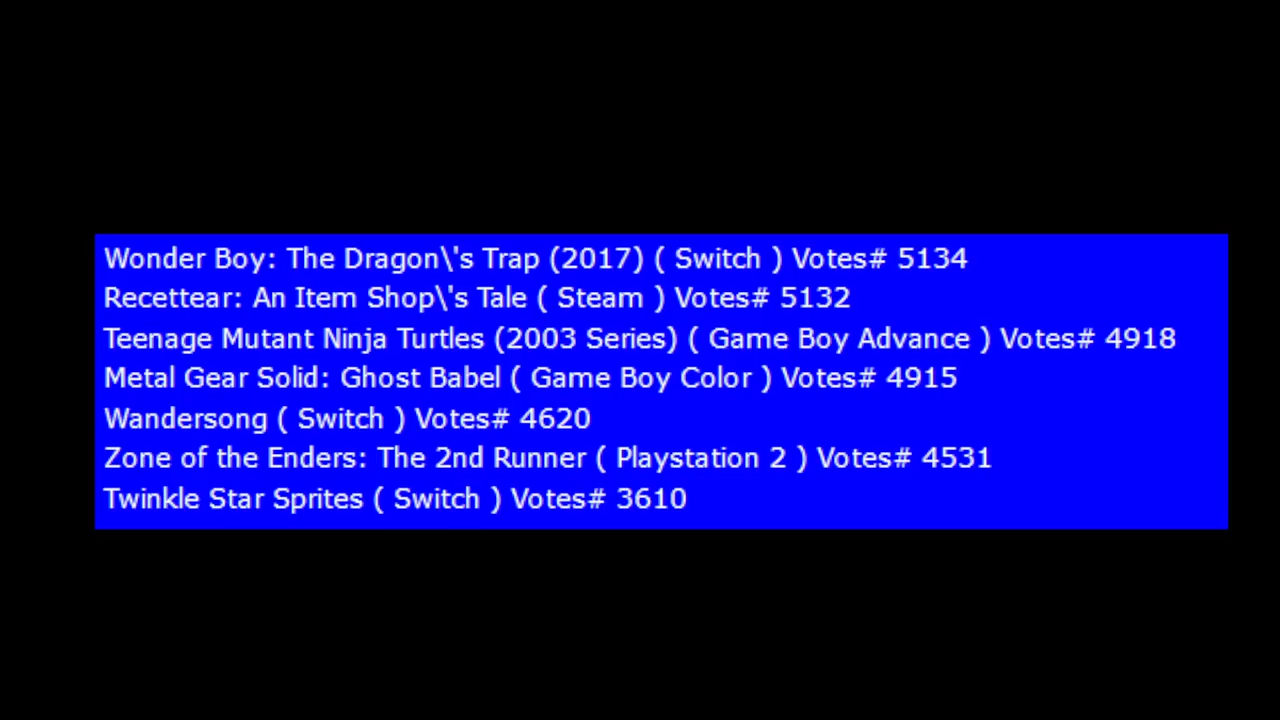 Wonder Boy: The Dragon\'s Trap (2017) ( Switch ) Votes# 5134
Recettear: An Item Shop\'s Tale ( Steam ) Votes# 5132
Teenage Mutant Ninja Turtles (2003 Series) ( Game Boy Advance ) Votes# 4918
Metal Gear Solid: Ghost Babel ( Game Boy Color ) Votes# 4915
Wandersong ( Switch ) Votes# 4620
Zone of the Enders: The 2nd Runner ( Playstation 2 ) Votes# 4531
Twinkle Star Sprites ( Switch ) Votes# 3610